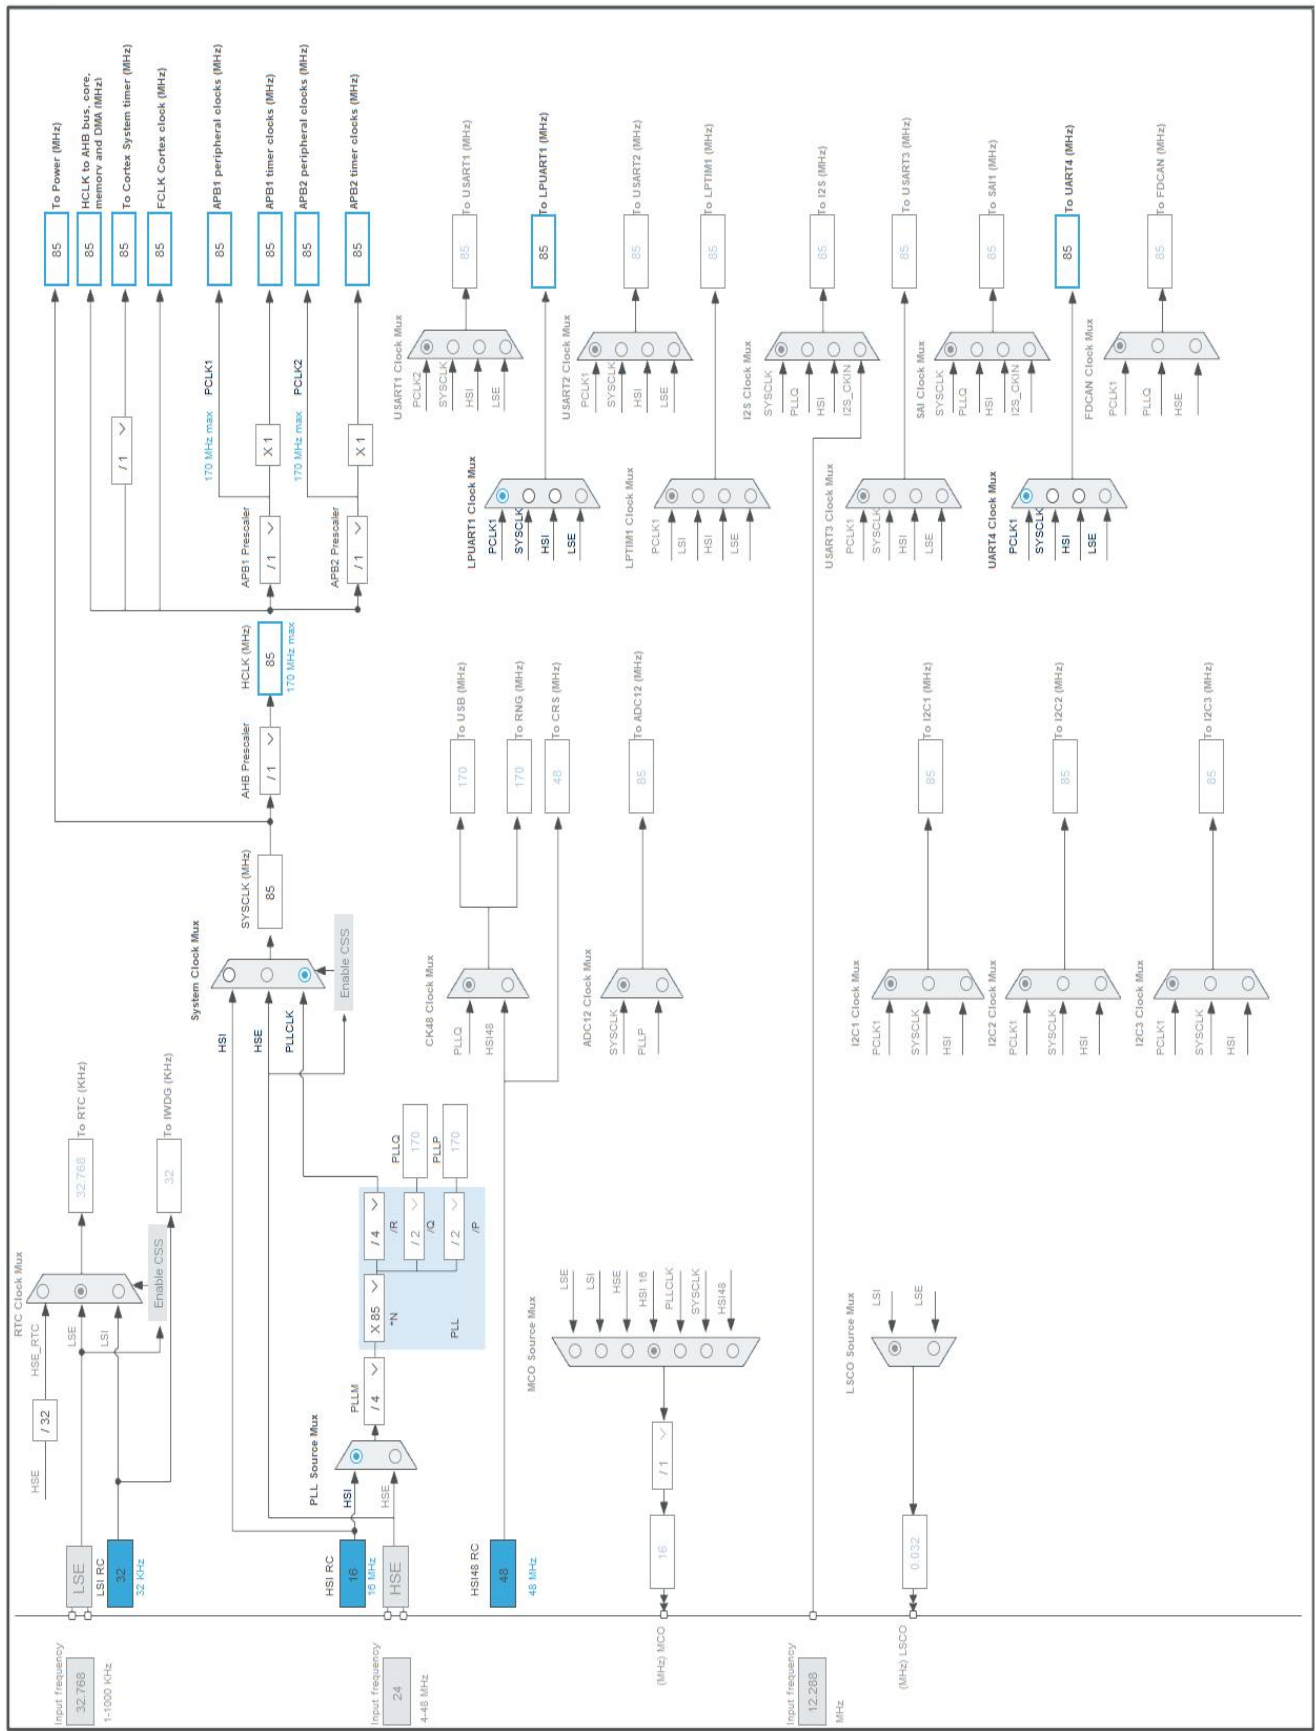 Input frequency
32.768
1-1000 KHz
LSE
LSI RC
32
32 KHz
HSE
/ 32
HSE_RTC
LSE
LSI
RTC Clock Mux
Enable CSS
32.768
To RTC (KHz)
32
To IWDG (KHz)
Input frequency
24
4-48 MHz
HSI RC
16
16 MHz
HSE
PLL Source Mux
HSI
HSE
PLLM
/ 4
X 85
*N
PLL
/ 4
/R
/ 2
/Q
/ 2
/P
PLLQ
170
PLLP
170
System Clock Mux
HSI
HSE
PLLCLK
Enable CSS
SYSCLK (MHz)
85
AHB Prescaler
/ 1
HCLK (MHz)
85
170 MHz max
APB1 Prescaler
/ 1
APB2 Prescaler
/ 1
/ 1
170 MHz max
PCLK1
X 1
170 MHz max
PCLK2
X 1
85
To Power (MHz)
85
HCLK to AHB bus, core,
memory and DMA (MHz)
85
To Cortex System timer (MHz)
85
FCLK Cortex clock (MHz)
85
APB1 peripheral clocks (MHz)
85
APB1 timer clocks (MHz)
85
APB2 peripheral clocks (MHz)
85
APB2 timer clocks (MHz)
HSI48 RC
48
48 MHz
CK48 Clock Mux
PLLQ
HSI48
170
To USB (MHz)
170
To RNG (MHz)
48
To CRS (MHz)
ADC12 Clock Mux
SYSCLK
PLLP
85
To ADC12 (MHz)
USART1 Clock Mux
PCLK2
SYSCLK
HSI
LSE
85
To USART1 (MHz)
LPUART1 Clock Mux
PCLK1
SYSCLK
HSI
LSE
85
To LPUART1 (MHz)
USART2 Clock Mux
PCLK1
SYSCLK
HSI
LSE
85
To USART2 (MHz)
LPTIM1 Clock Mux
PCLK1
LSI
HSI
LSE
85
To LPTIM1 (MHz)
I2S Clock Mux
SYSCLK
PLLQ
HSI
I2S_CKIN
85
To I2S (MHz)
USART3 Clock Mux
PCLK1
SYSCLK
HSI
LSE
85
To USART3 (MHz)
SAI Clock Mux
SYSCLK
PLLQ
HSI
I2S_CKIN
85
To SAI1 (MHz)
UART4 Clock Mux
PCLK1
SYSCLK
HSI
LSE
85
To UART4 (MHz)
FDCAN Clock Mux
PCLK1
PLLQ
HSE
85
To FDCAN (MHz)
(MHz) MCO
16
/ 1
MCO Source Mux
LSE
LSI
HSE
HSI 16
PLLCLK
SYSCLK
HSI48
Input frequency
12.288
MHz
(MHz) LSCO
0.032
LSCO Source Mux
LSI
LSE
I2C1 Clock Mux
PCLK1
SYSCLK
HSI
85
To I2C1 (MHz)
I2C2 Clock Mux
PCLK1
SYSCLK
HSI
85
To I2C2 (MHz)
I2C3 Clock Mux
PCLK1
SYSCLK
HSI
85
To I2C3 (MHz)